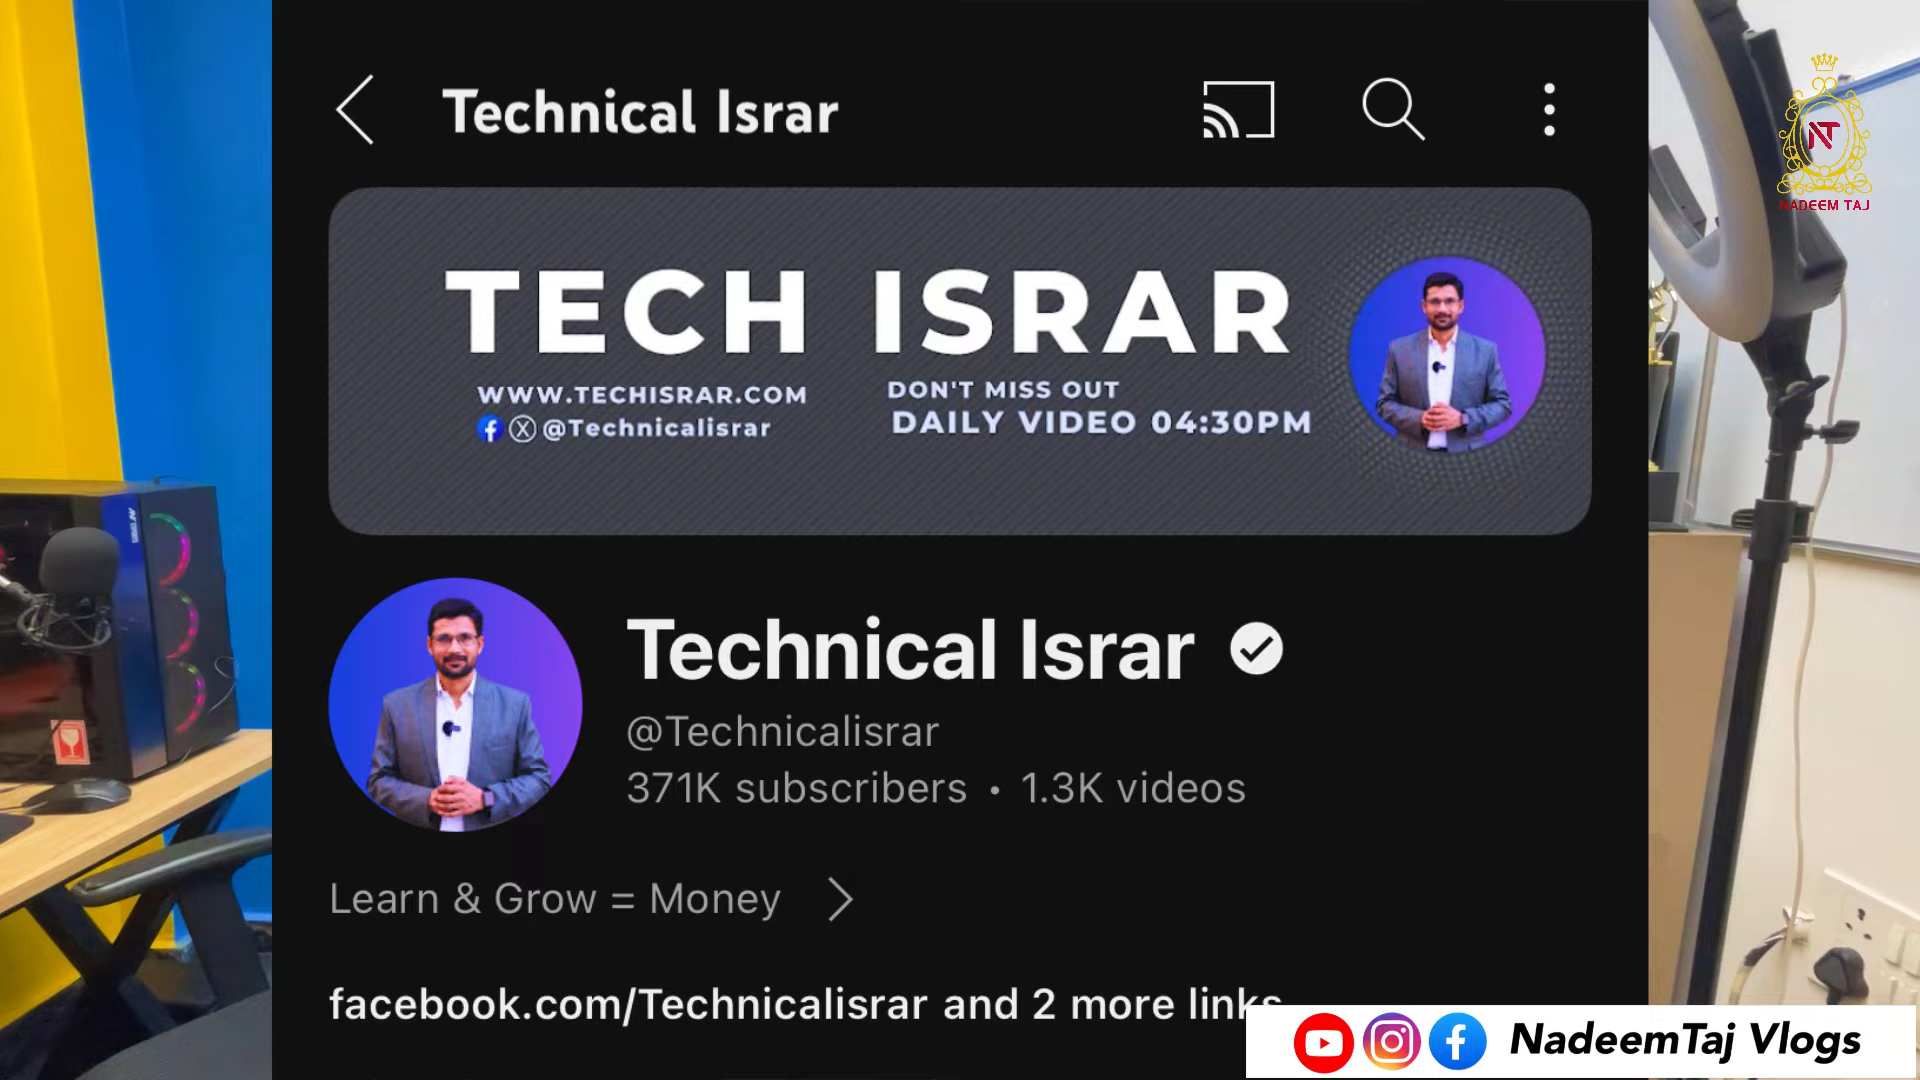 Technical Israr
NT
NADEEM TAJ
TECH ISRAR
WWW.TECHISRAR.COM
@Technicalisrar
DON'T MISS OUT
DAILY VIDEO 04:30PM
Technical Israr
@Technicalisrar
371K subscribers • 1.3K videos
Learn & Grow = Money
facebook.com/Technicalisrar and 2 more links
NadeemTaj Vlogs